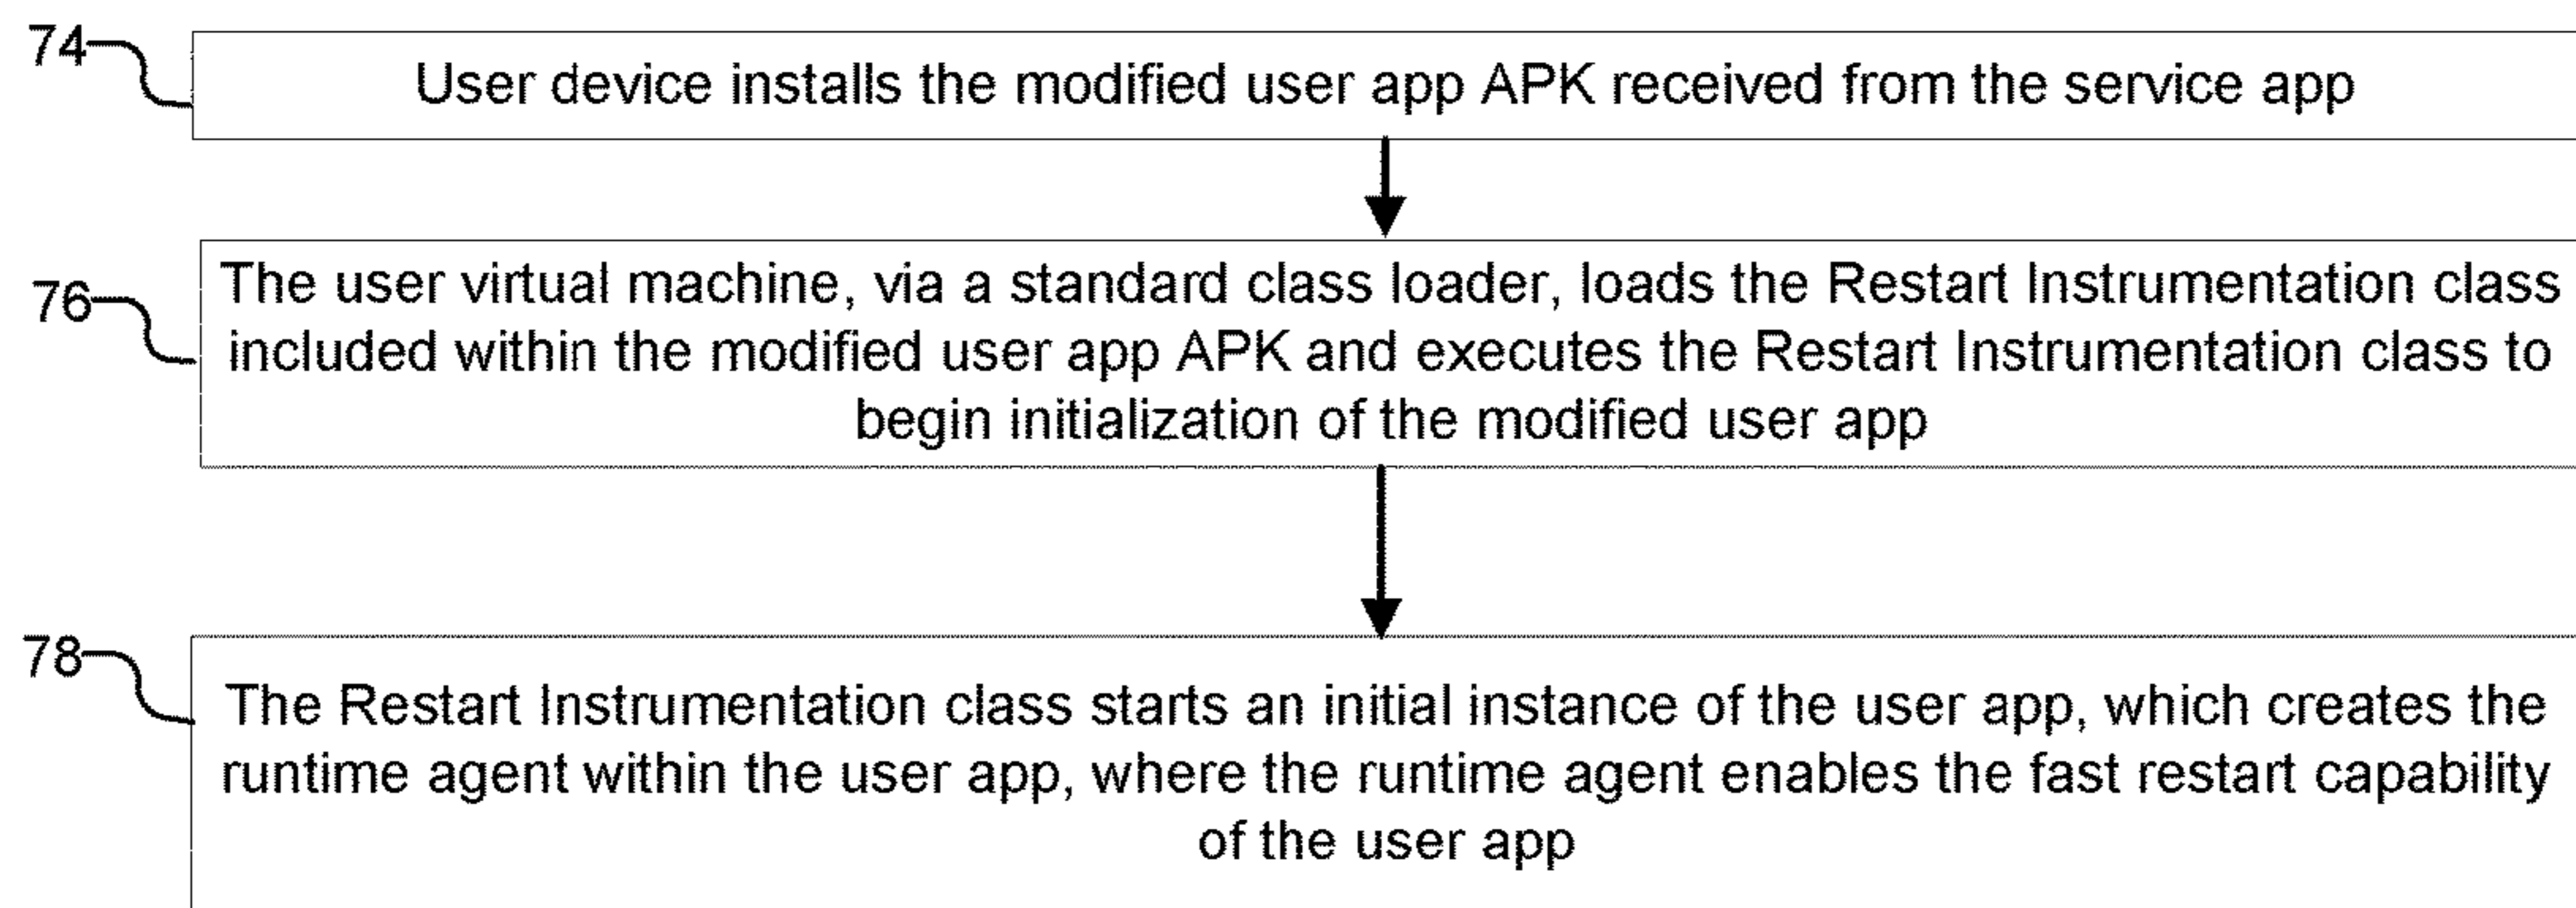 74
User device installs the modified user app APK received from the service app
76
The user virtual machine, via a standard class loader, loads the Restart Instrumentation class
included within the modified user app APK and executes the Restart Instrumentation class to
begin initialization of the modified user app
78
The Restart Instrumentation class starts an initial instance of the user app, which creates the
runtime agent within the user app, where the runtime agent enables the fast restart capability
of the user app